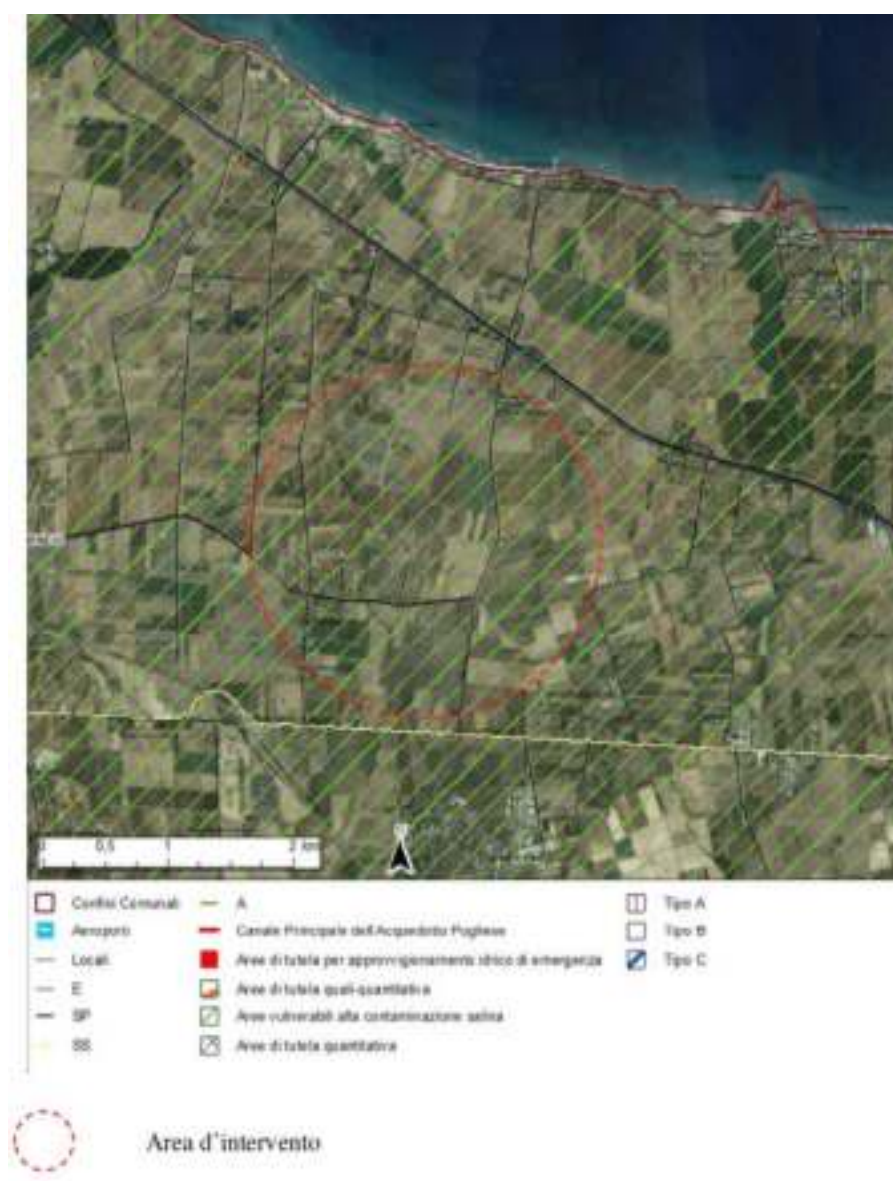 0 0,5 1 2 km
Confini Comunali
Aeroporti
Locali
E
SP
SS
A
Canale Principale dell'Acquedotto Pugliese
Aree di tutela per approvvigionamento idrico di emergenza
Aree di tutela quali-quantitativa
Aree vulnerabili alla contaminazione salina
Aree di tutela quantitativa
Tipo A
Tipo B
Tipo C
Area d'intervento